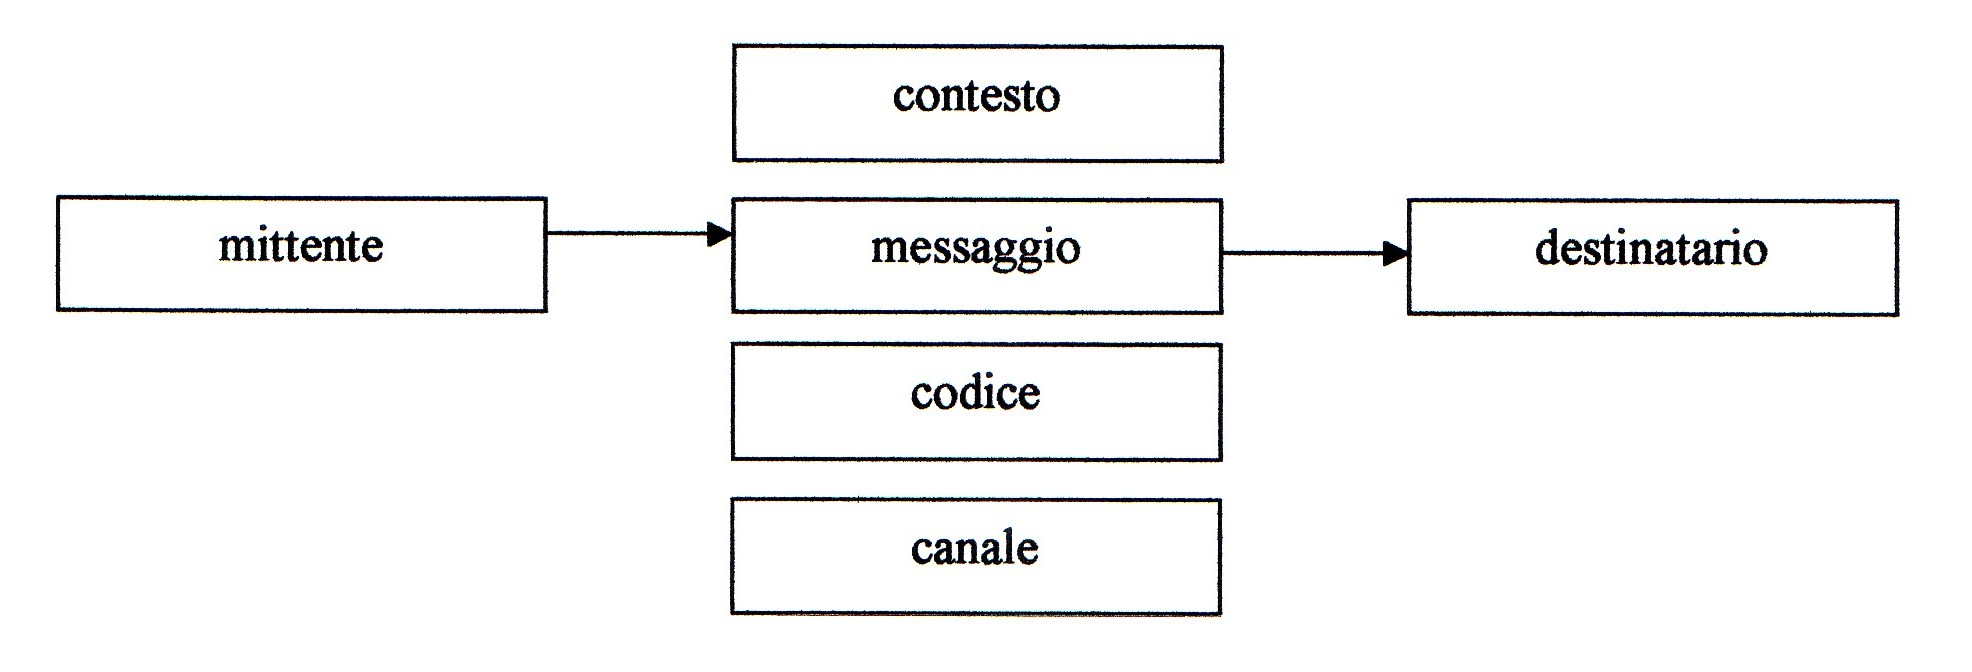 contesto
mittente
messaggio
destinatario
codice
canale